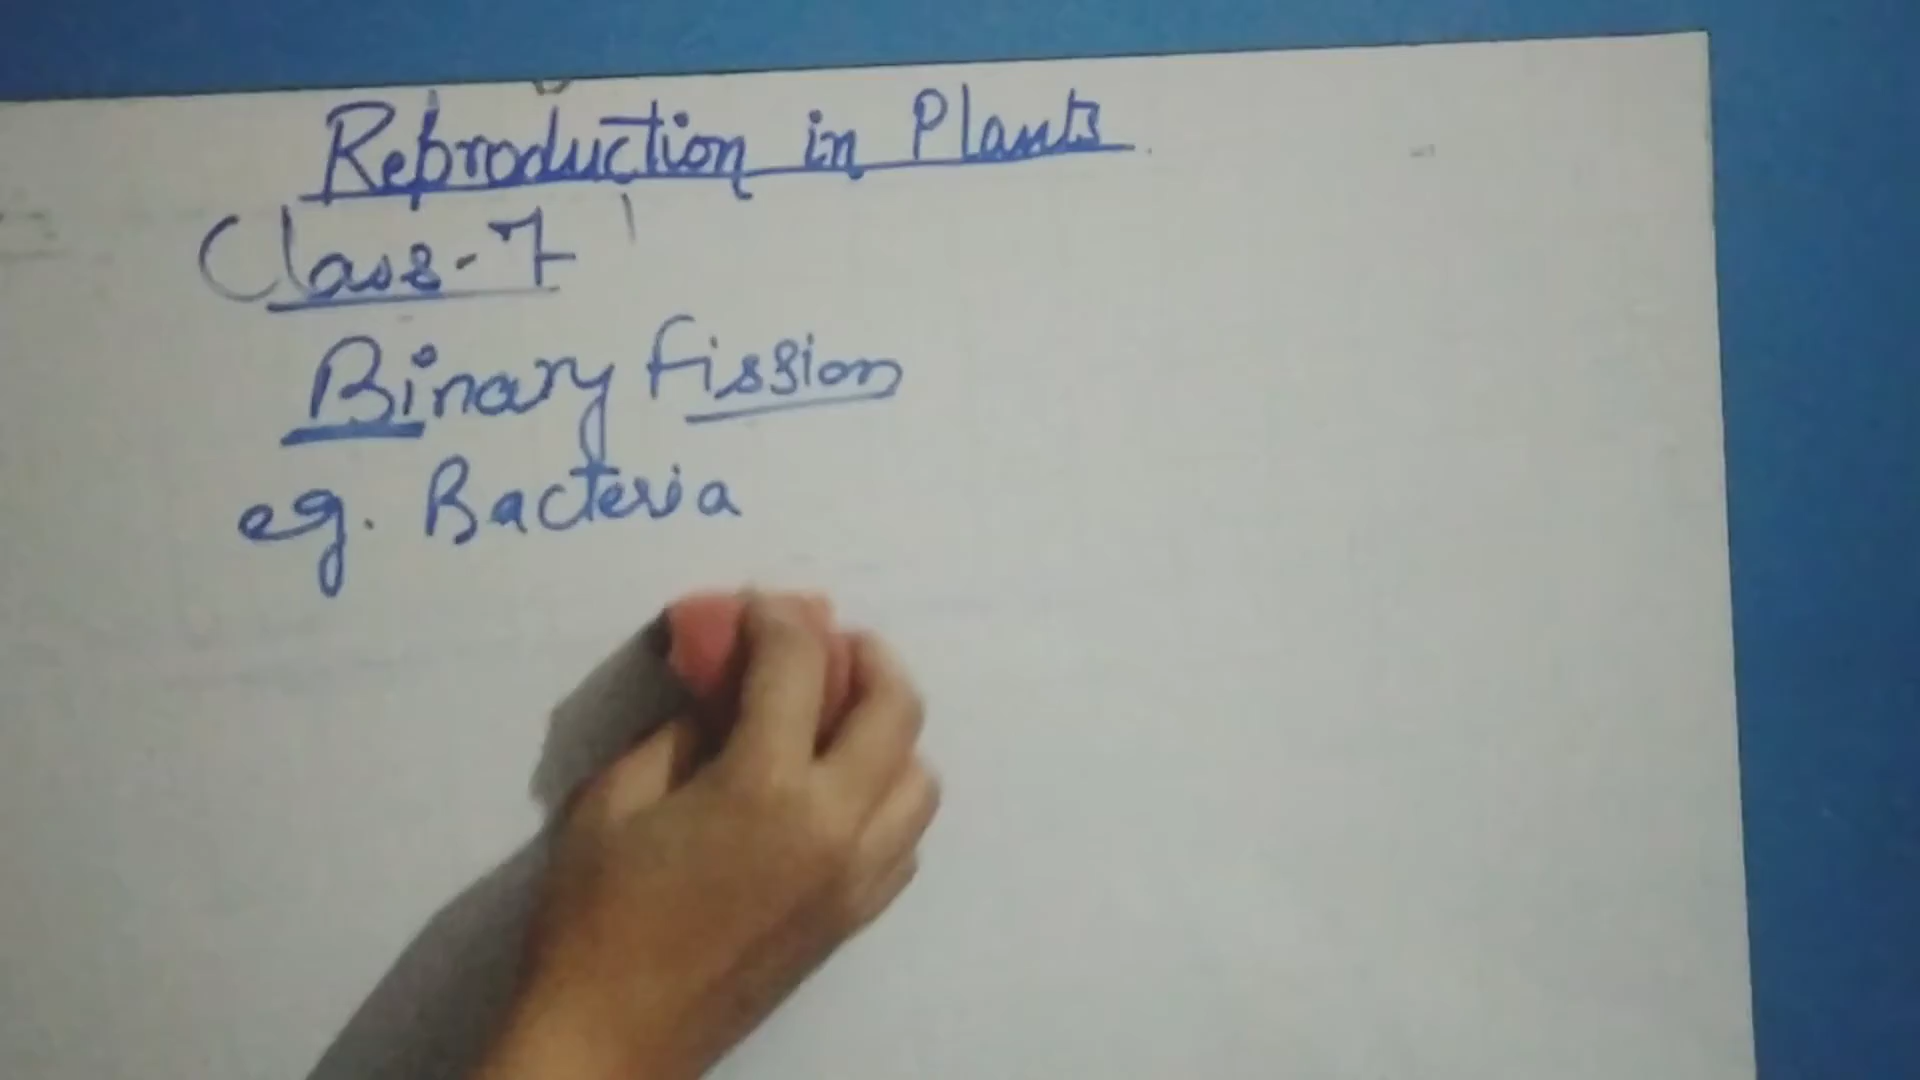 Reproduction in Plants
Class-7
Binary fission
eg. Bacteria